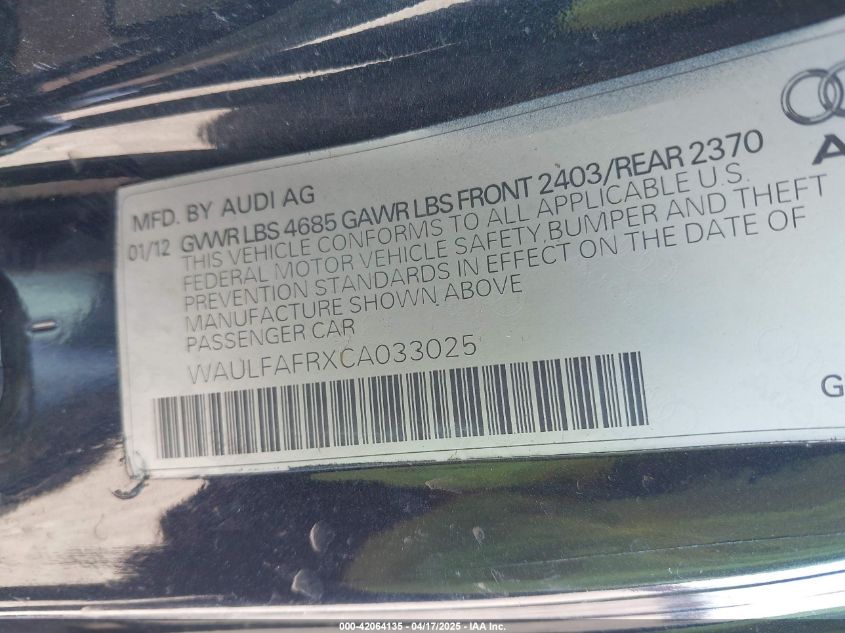 MFD. BY AUDI AG
01/12 GVWR LBS 4685 GAWR LBS FRONT 2403/REAR 2370
THIS VEHICLE CONFORMS TO ALL APPLICABLE U.S.
FEDERAL MOTOR VEHICLE SAFETY, BUMPER AND THEFT
PREVENTION STANDARDS IN EFFECT ON THE DATE OF
MANUFACTURE SHOWN ABOVE
PASSENGER CAR
WAULFAFRXCA033025
G
000-42064135 - 04/17/2025 - IAA Inc.